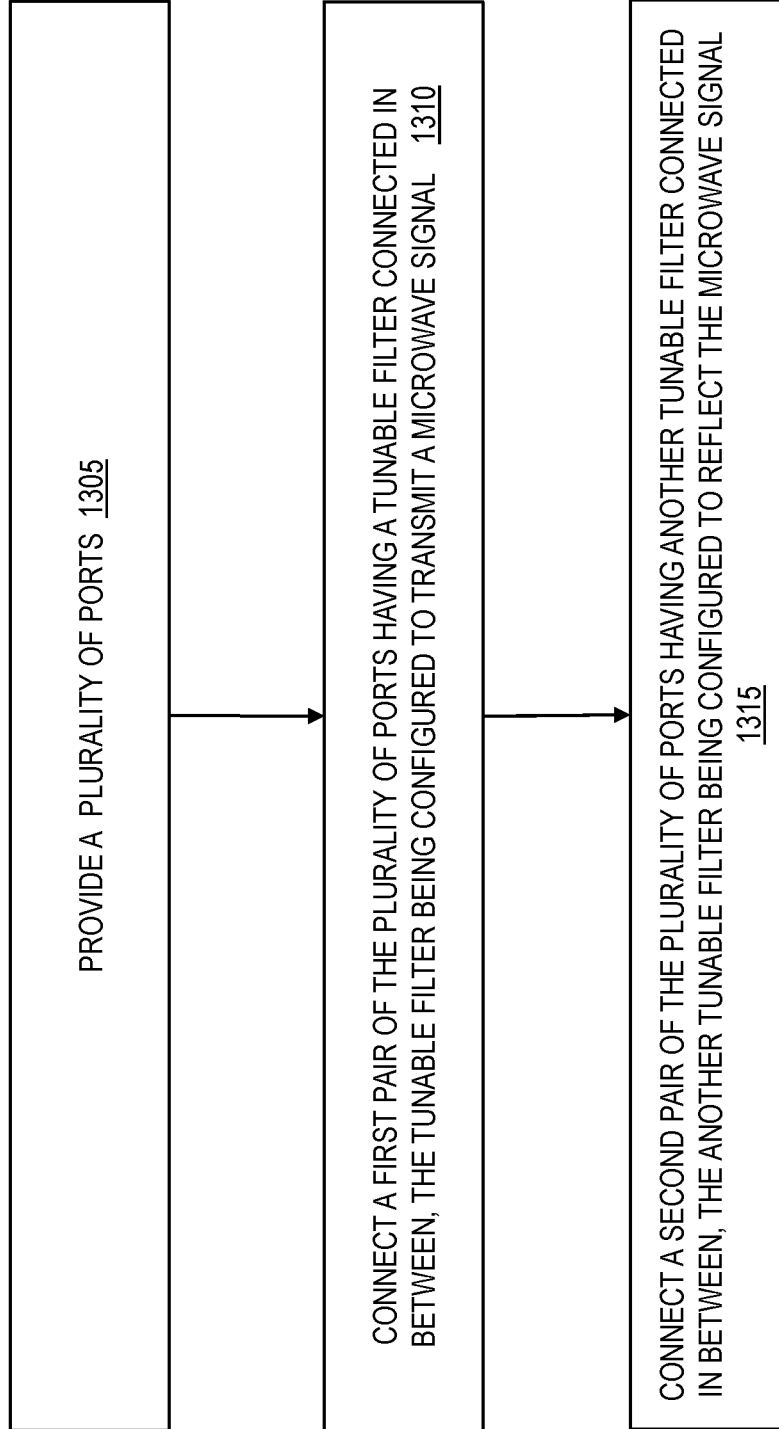 PROVIDE A PLURALITY OF PORTS 1305
CONNECT A FIRST PAIR OF THE PLURALITY OF PORTS HAVING A TUNABLE FILTER CONNECTED IN
BETWEEN, THE TUNABLE FILTER BEING CONFIGURED TO TRANSMIT A MICROWAVE SIGNAL 1310
CONNECT A SECOND PAIR OF THE PLURALITY OF PORTS HAVING ANOTHER TUNABLE FILTER CONNECTED
IN BETWEEN, THE ANOTHER TUNABLE FILTER BEING CONFIGURED TO REFLECT THE MICROWAVE SIGNAL
1315